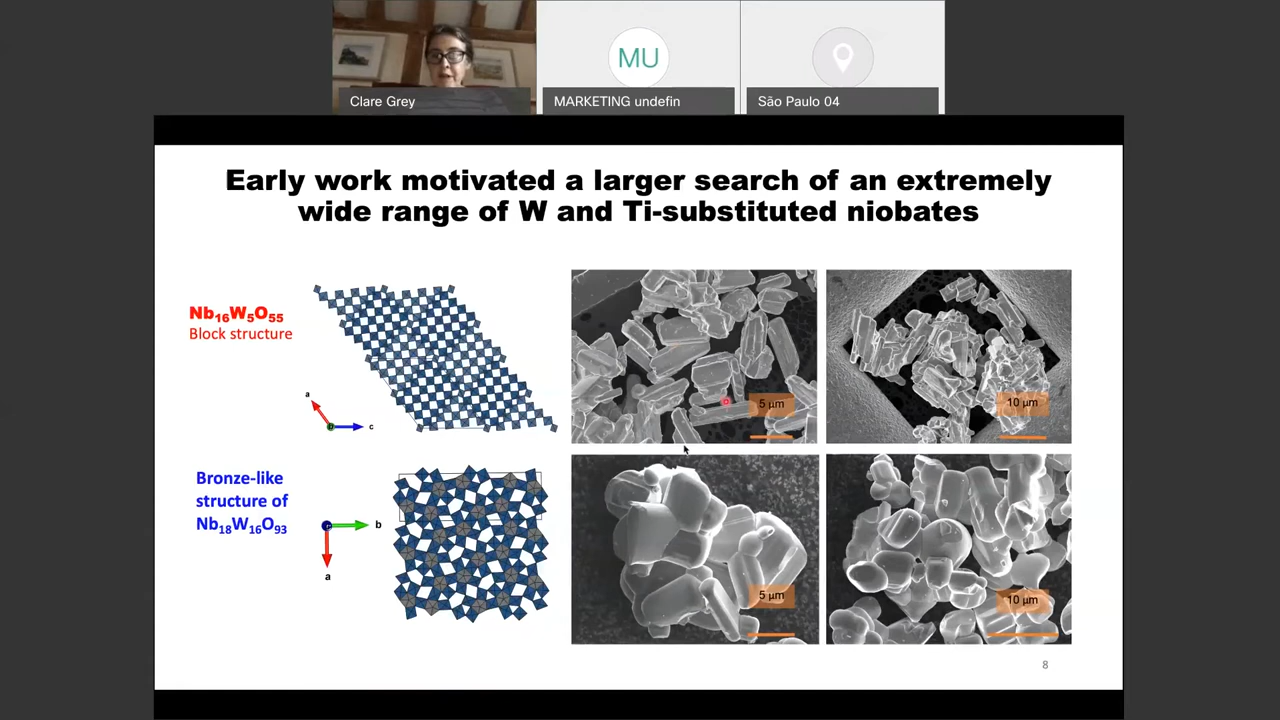 MU
Clare Grey
MARKETING undefin
São Paulo 04
Early work motivated a larger search of an extremely
wide range of W and Ti-substituted niobates
Nb16W5O55
Block structure
a
c
5 µm
10 µm
Bronze-like
structure of
Nb18W16O93
b
a
5 µm
10 µm
8